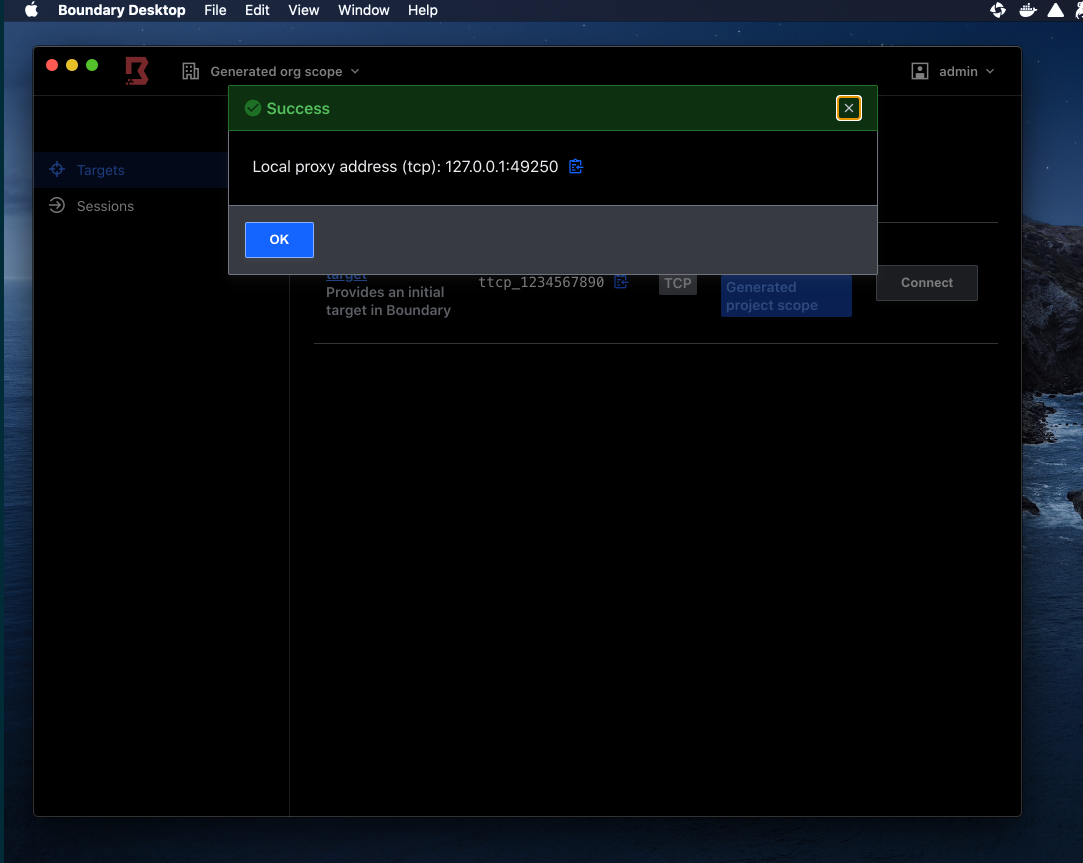 Boundary Desktop File Edit View Window Help
Generated org scope
admin
Success
Local proxy address (tcp): 127.0.0.1:49250
OK
Targets
Sessions
target
Provides an initial
target in Boundary
ttcp_1234567890
TCP
Generated
project scope
Connect